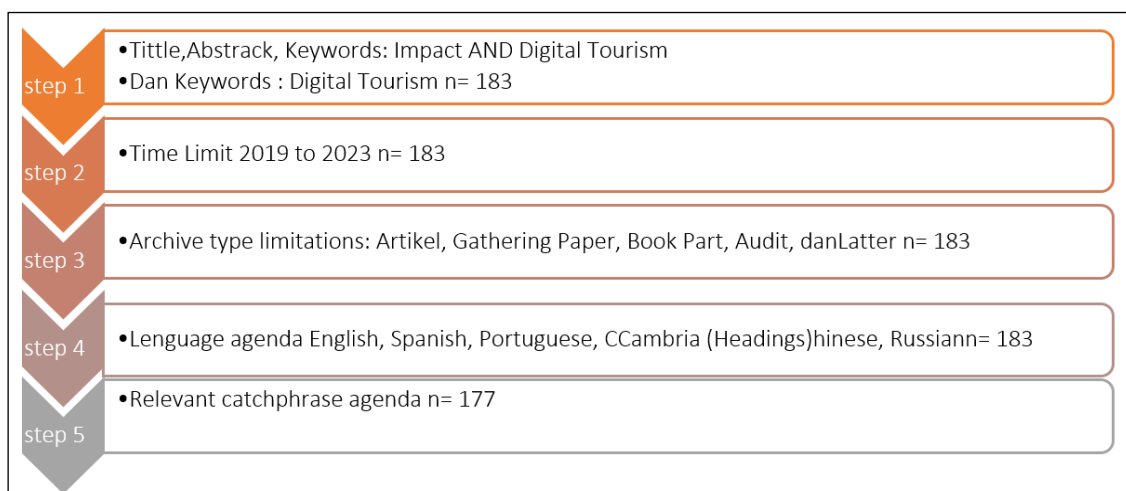 step 1
•Tittle,Abstrack, Keywords: Impact AND Digital Tourism
•Dan Keywords : Digital Tourism n= 183
step 2
•Time Limit 2019 to 2023 n= 183
step 3
•Archive type limitations: Artikel, Gathering Paper, Book Part, Audit, danLatter n= 183
step 4
•Lenguage agenda English, Spanish, Portuguese, CCambria (Headings)hinese, Russiann= 183
step 5
•Relevant catchphrase agenda n= 177